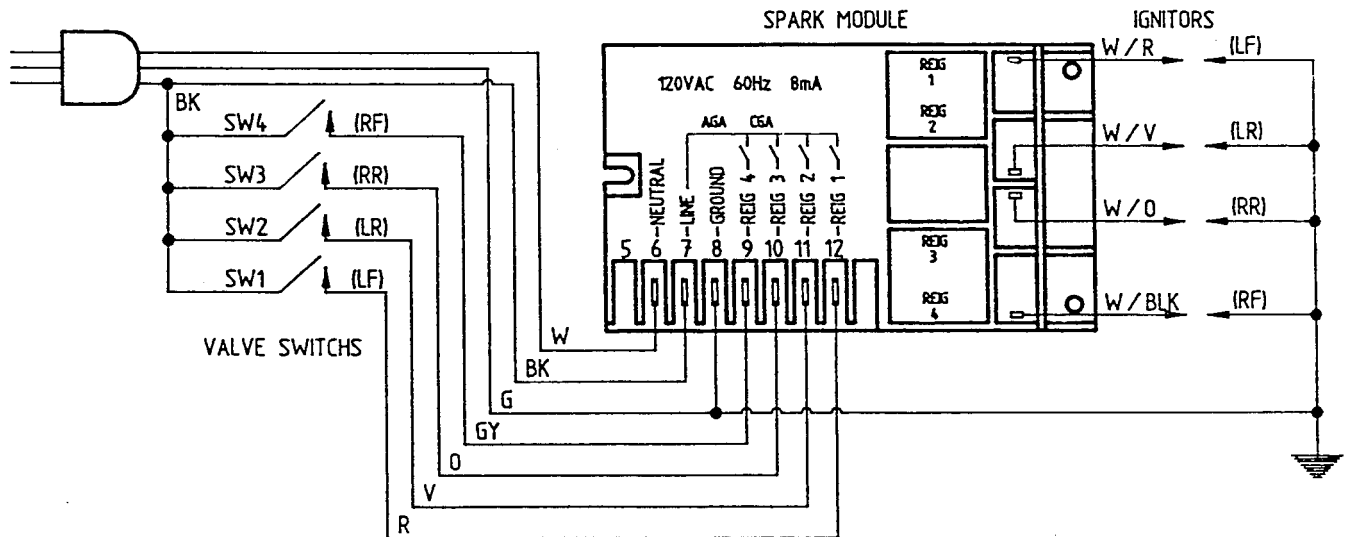 SPARK MODULE
IGNITORS
120VAC 60Hz 8mA
AGA CGA
REIG 1
REIG 2
REIG 3
REIG 4
W/R (LF)
W/V (LR)
W/O (RR)
W/BLK (RF)
BK
SW4 (RF)
SW3 (RR)
SW2 (LR)
SW1 (LF)
VALVE SWITCHS
NEUTRAL
LINE
GROUND
REIG 4
REIG 3
REIG 2
REIG 1
5 6 7 8 9 10 11 12
W
BK
G
GY
O
V
R